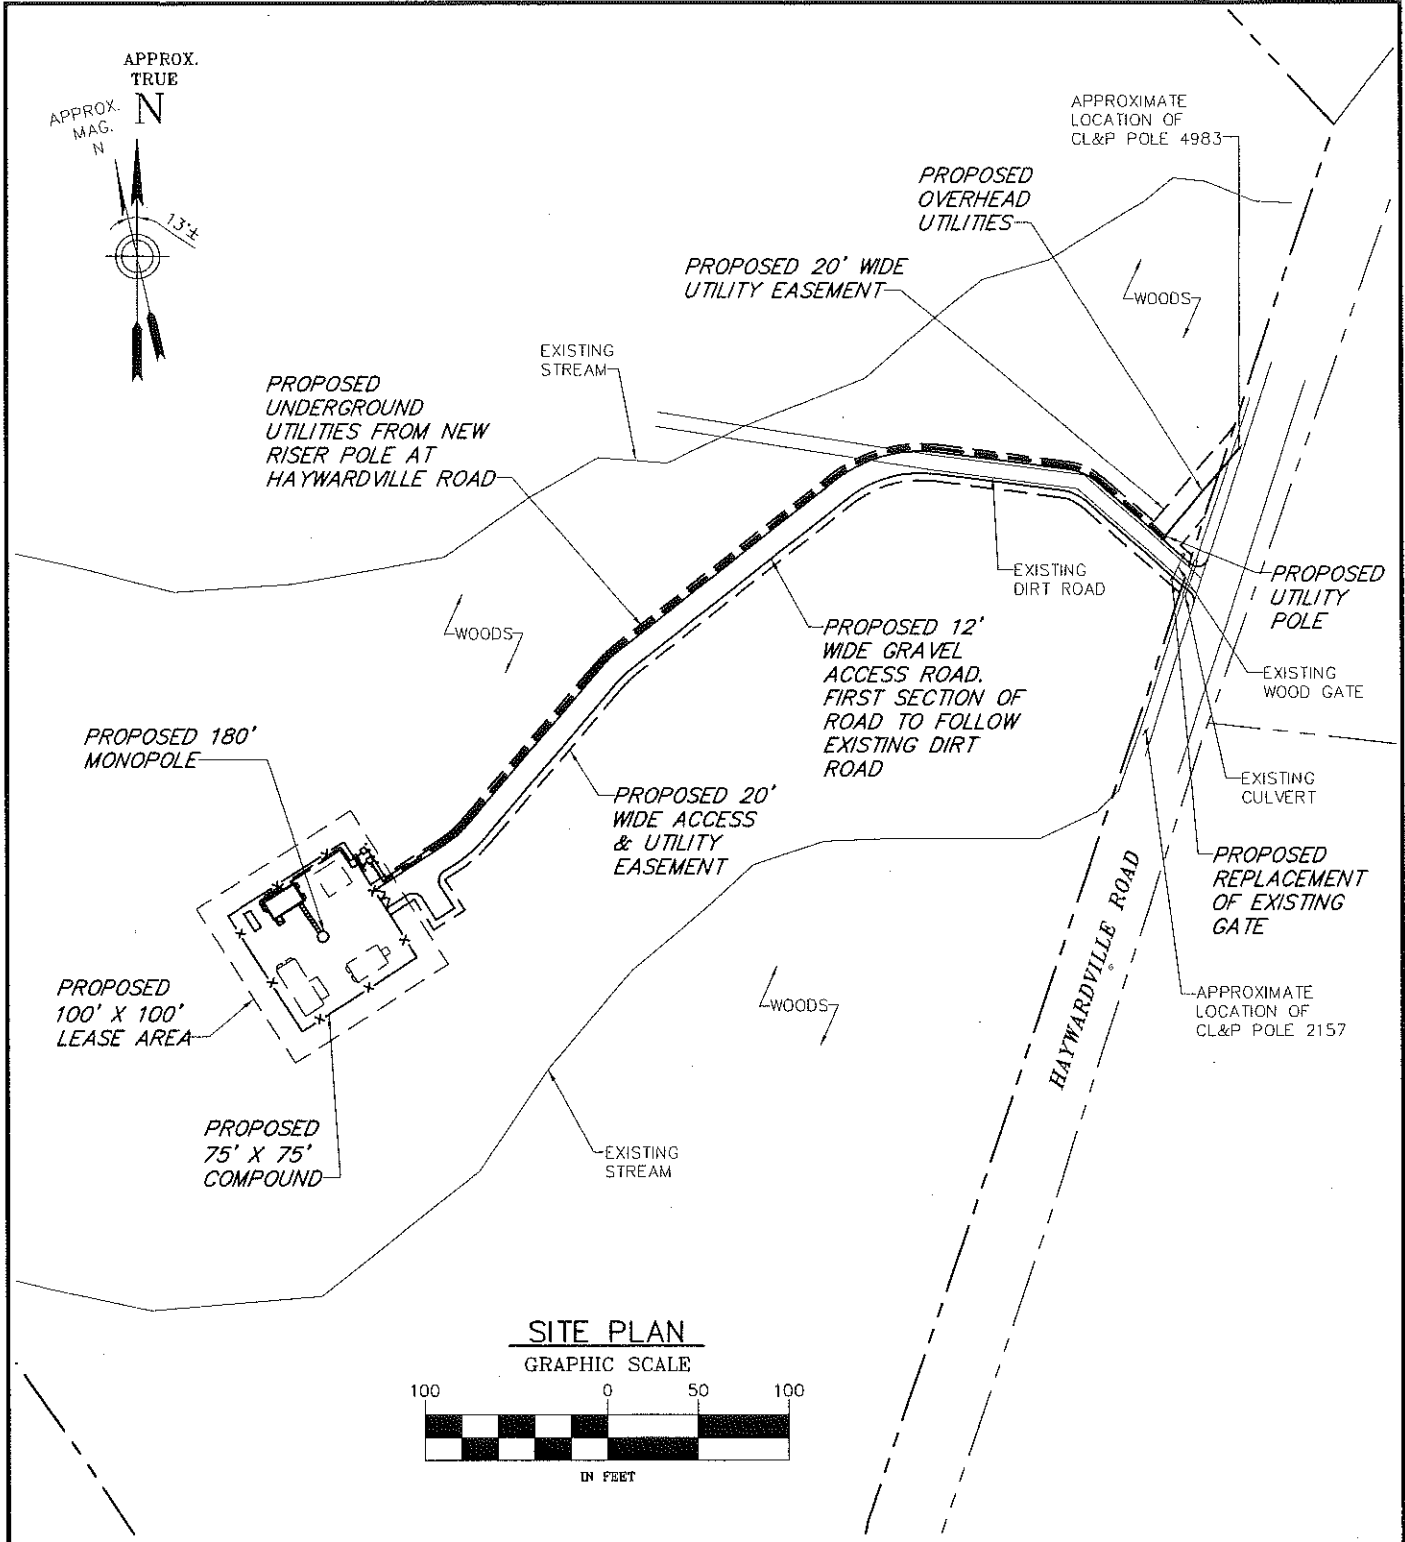 APPROX.
TRUE
N
APPROX.
MAG.
N
13'±
APPROXIMATE
LOCATION OF
CL&P POLE 4983
PROPOSED
OVERHEAD
UTILITIES
PROPOSED 20' WIDE
UTILITY EASEMENT
WOODS
EXISTING
STREAM
PROPOSED
UNDERGROUND
UTILITIES FROM NEW
RISER POLE AT
HAYWARDVILLE ROAD
EXISTING
DIRT ROAD
PROPOSED
UTILITY
POLE
WOODS
PROPOSED 12'
WIDE GRAVEL
ACCESS ROAD.
FIRST SECTION OF
ROAD TO FOLLOW
EXISTING DIRT
ROAD
EXISTING
WOOD GATE
PROPOSED 180'
MONOPOLE
EXISTING
CULVERT
PROPOSED 20'
WIDE ACCESS
& UTILITY
EASEMENT
PROPOSED
REPLACEMENT
OF EXISTING
GATE
HAYWARDVILLE ROAD
PROPOSED
100' X 100'
LEASE AREA
WOODS
APPROXIMATE
LOCATION OF
CL&P POLE 2157
PROPOSED
75' X 75'
COMPOUND
EXISTING
STREAM
SITE PLAN
GRAPHIC SCALE
100 0 50 100
IN FEET